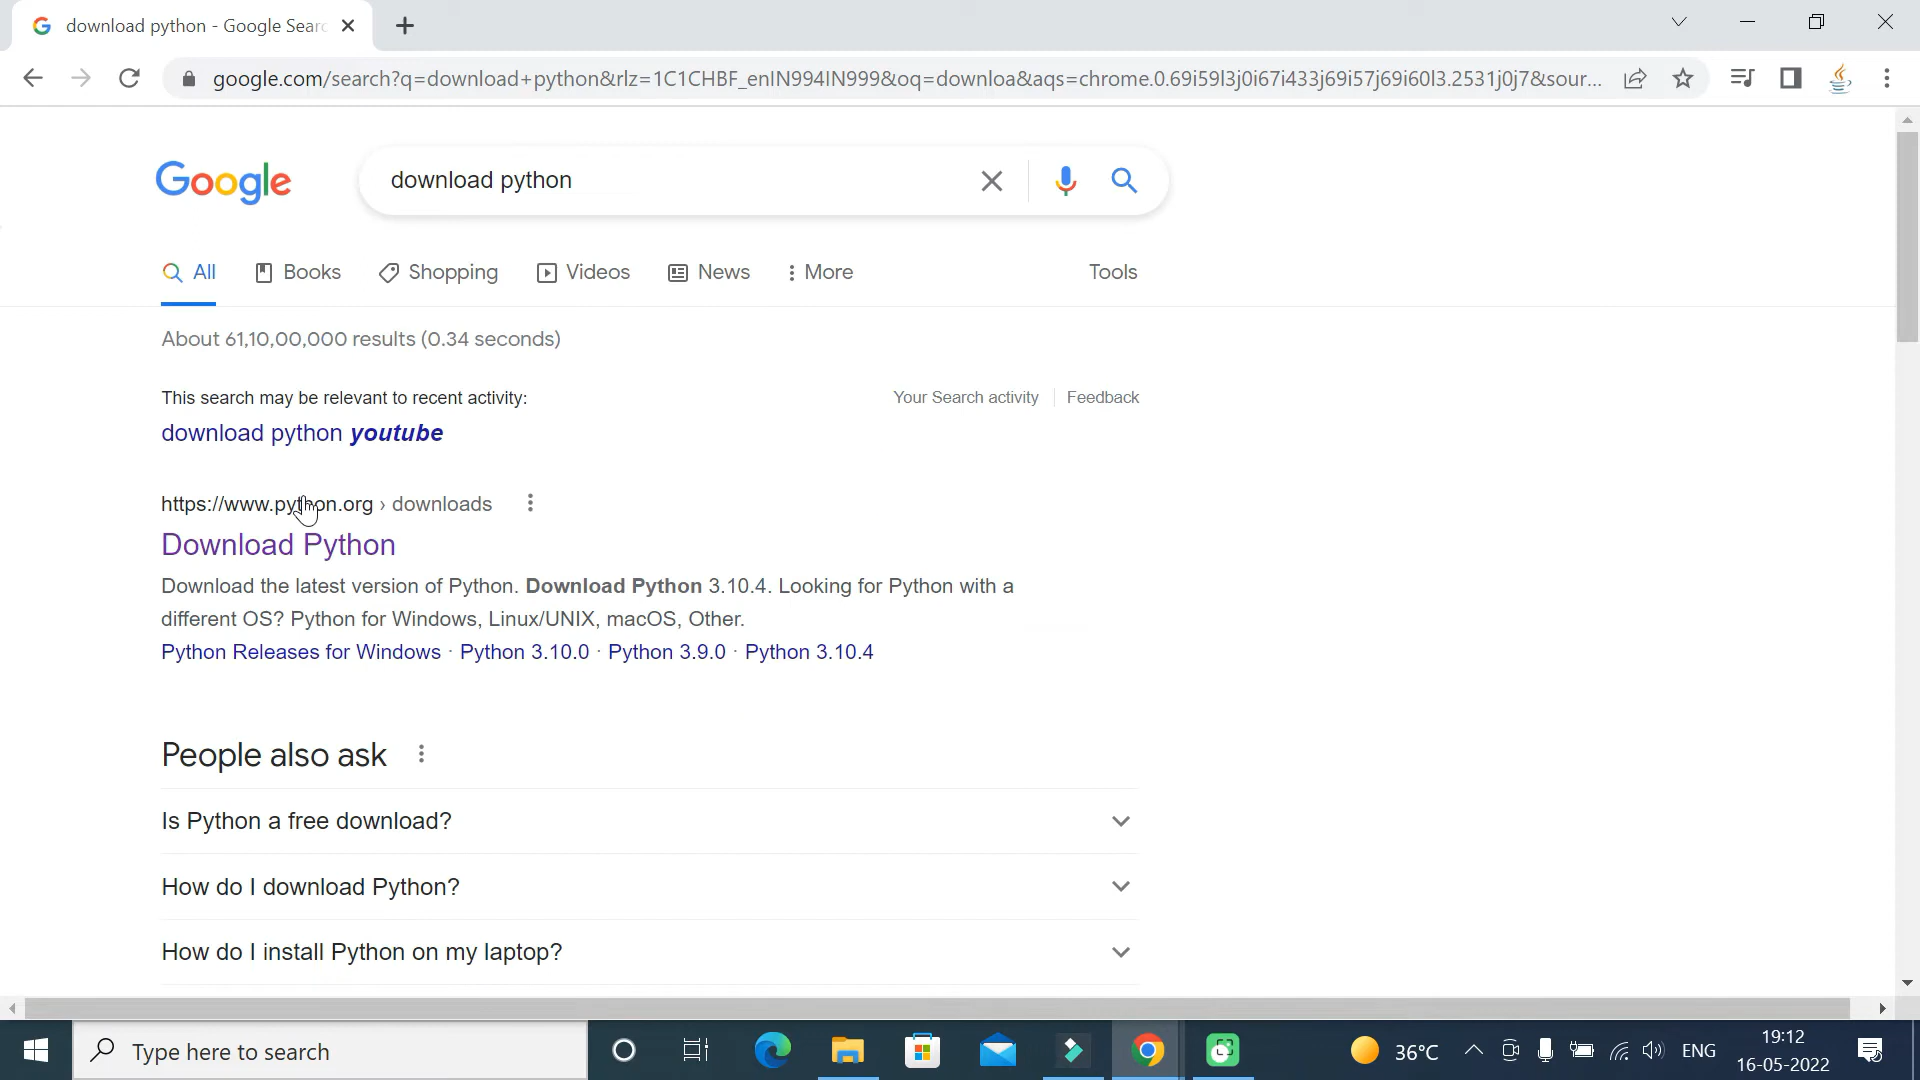 download python - Google Sear
google.com/search?q=download+python&rlz=1C1CHBF_enIN994IN999&oq=downloa&aqs=chrome.0.69i59l3j0i67i433j69i57j69i60l3.2531j0j7&sour...
Google
download python
All Books Shopping Videos News More Tools
About 61,10,00,000 results (0.34 seconds)
This search may be relevant to recent activity: Your Search activity Feedback
download python youtube
https://www.python.org › downloads
Download Python
Download the latest version of Python. Download Python 3.10.4. Looking for Python with a
different OS? Python for Windows, Linux/UNIX, macOS, Other.
Python Releases for Windows · Python 3.10.0 · Python 3.9.0 · Python 3.10.4
People also ask
Is Python a free download?
How do I download Python?
How do I install Python on my laptop?
Type here to search
36°C
ENG
19:12
16-05-2022